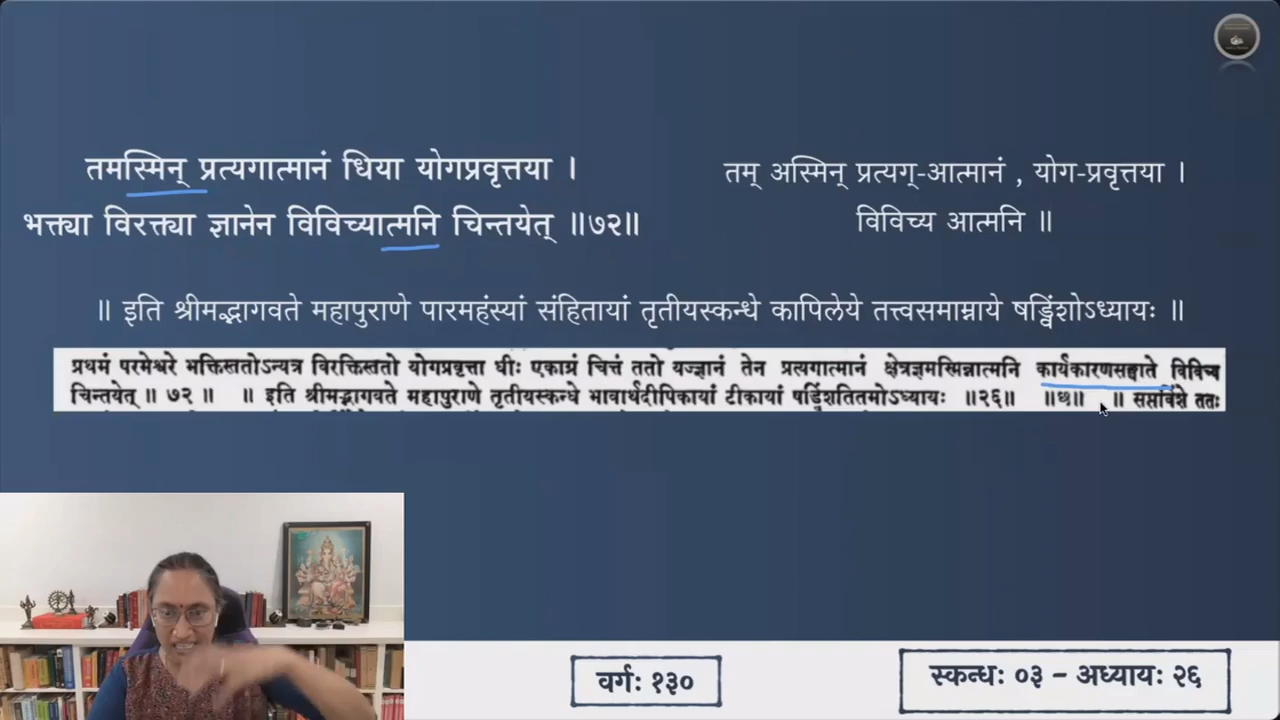 तमस्मिन् प्रत्यगात्मानं धिया योगप्रवृत्तया ।
भक्त्या विरक्त्या ज्ञानेन विविच्यात्मनि चिन्तयेत् ॥७२॥
तम् अस्मिन् प्रत्यग्-आत्मानं , योग-प्रवृत्तया ।
विविच्य आत्मनि ॥
॥ इति श्रीमद्भागवते महापुराणे पारमहंस्यां संहितायां तृतीयस्कन्धे कापिलेये तत्त्वसमाम्नाये षड्विंशोऽध्यायः ॥
प्रथमं परमेश्वरे भक्तिस्ततोऽन्यत्र विरक्तिस्ततो योगप्रवृत्ता धीः एकाग्रं चित्तं ततो यज्ज्ञानं तेन प्रत्यगात्मानं क्षेत्रज्ञमस्मिन्नात्मनि कार्यकारणसङ्घाते विविच्य
चिन्तयेत् ॥ ७२ ॥ ॥ इति श्रीमद्भागवते महापुराणे तृतीयस्कन्धे भावार्थदीपिकायां टीकायां षड्विंशतितमोऽध्यायः ॥२६॥ ॥छ॥ ॥ सप्तविंशे ततः
वर्गः १३०
स्कन्धः ०३ – अध्यायः २६